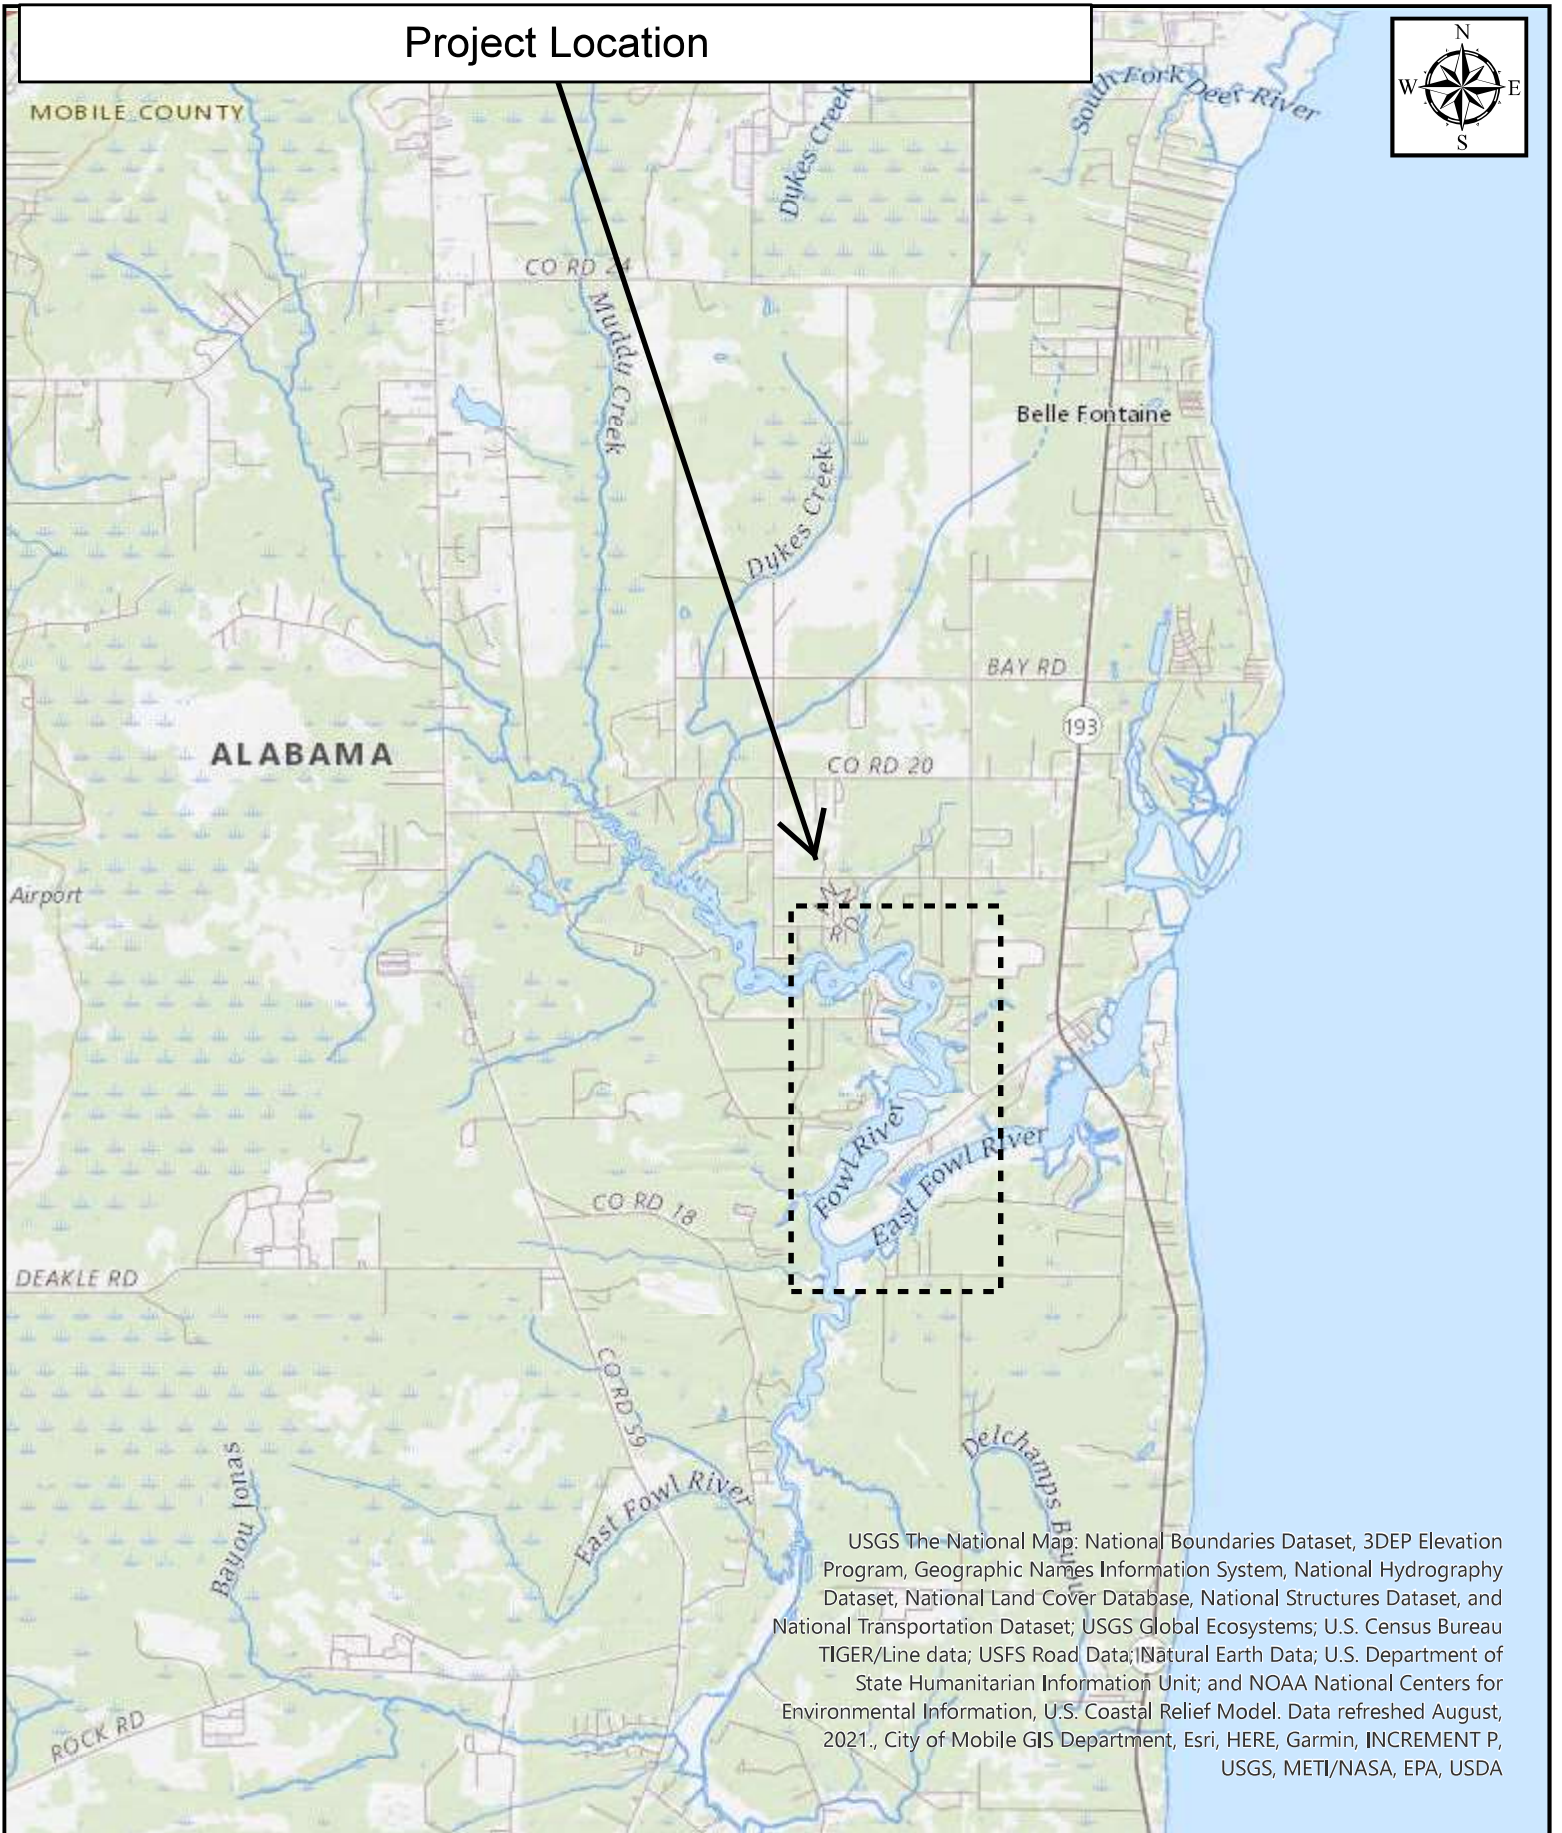 Project Location
N
W E
S
MOBILE COUNTY
South Fork Deer River
Dykes Creek
CO RD 24
Muddy Creek
Belle Fontaine
Dykes Creek
BAY RD
193
ALABAMA
CO RD 20
Airport
Fowl River
East Fowl River
CO RD 18
DEAKLE RD
CO RD 59
Delchamps Bayou
Bayou Jonas
East Fowl River
ROCK RD
USGS The National Map: National Boundaries Dataset, 3DEP Elevation
Program, Geographic Names Information System, National Hydrography
Dataset, National Land Cover Database, National Structures Dataset, and
National Transportation Dataset; USGS Global Ecosystems; U.S. Census Bureau
TIGER/Line data; USFS Road Data; Natural Earth Data; U.S. Department of
State Humanitarian Information Unit; and NOAA National Centers for
Environmental Information, U.S. Coastal Relief Model. Data refreshed August,
2021., City of Mobile GIS Department, Esri, HERE, Garmin, INCREMENT P,
USGS, METI/NASA, EPA, USDA